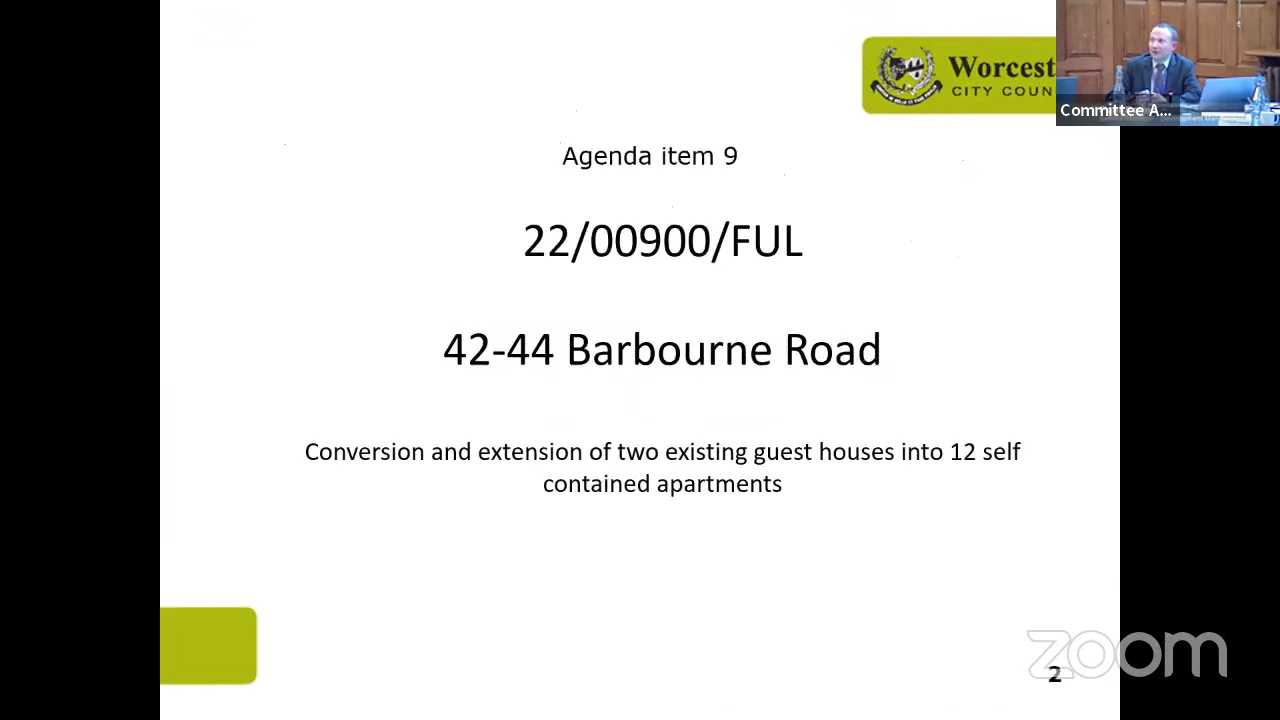 Worcest
CITY COUN
Committee A...
Agenda item 9
22/00900/FUL
42-44 Barbourne Road
Conversion and extension of two existing guest houses into 12 self
contained apartments
zoom
2